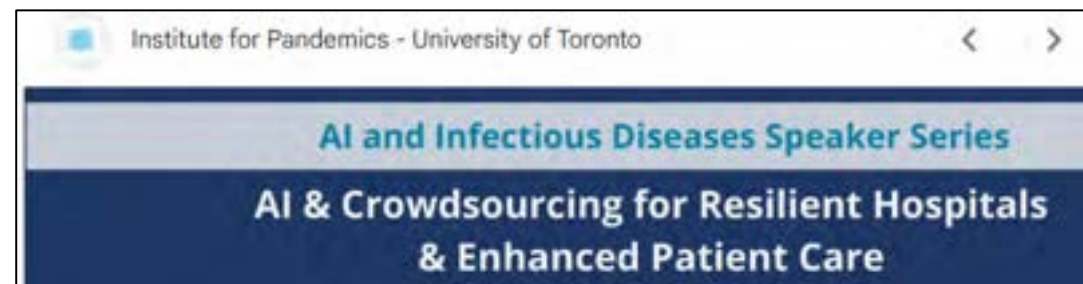 Institute for Pandemics - University of Toronto
AI and Infectious Diseases Speaker Series
AI & Crowdsourcing for Resilient Hospitals
& Enhanced Patient Care